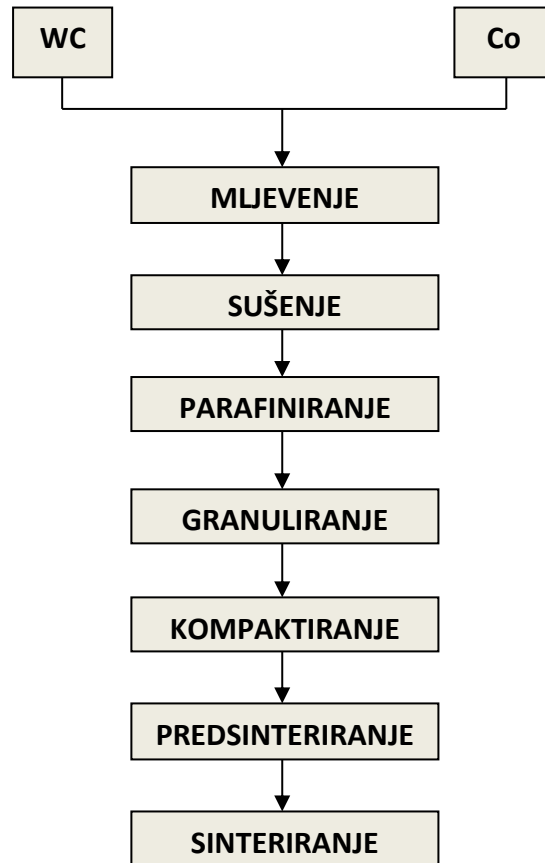 WC
Co
MLJEVENJE
SUŠENJE
PARAFINIRANJE
GRANULIRANJE
KOMPAKTIRANJE
PREDSINTERIRANJE
SINTERIRANJE